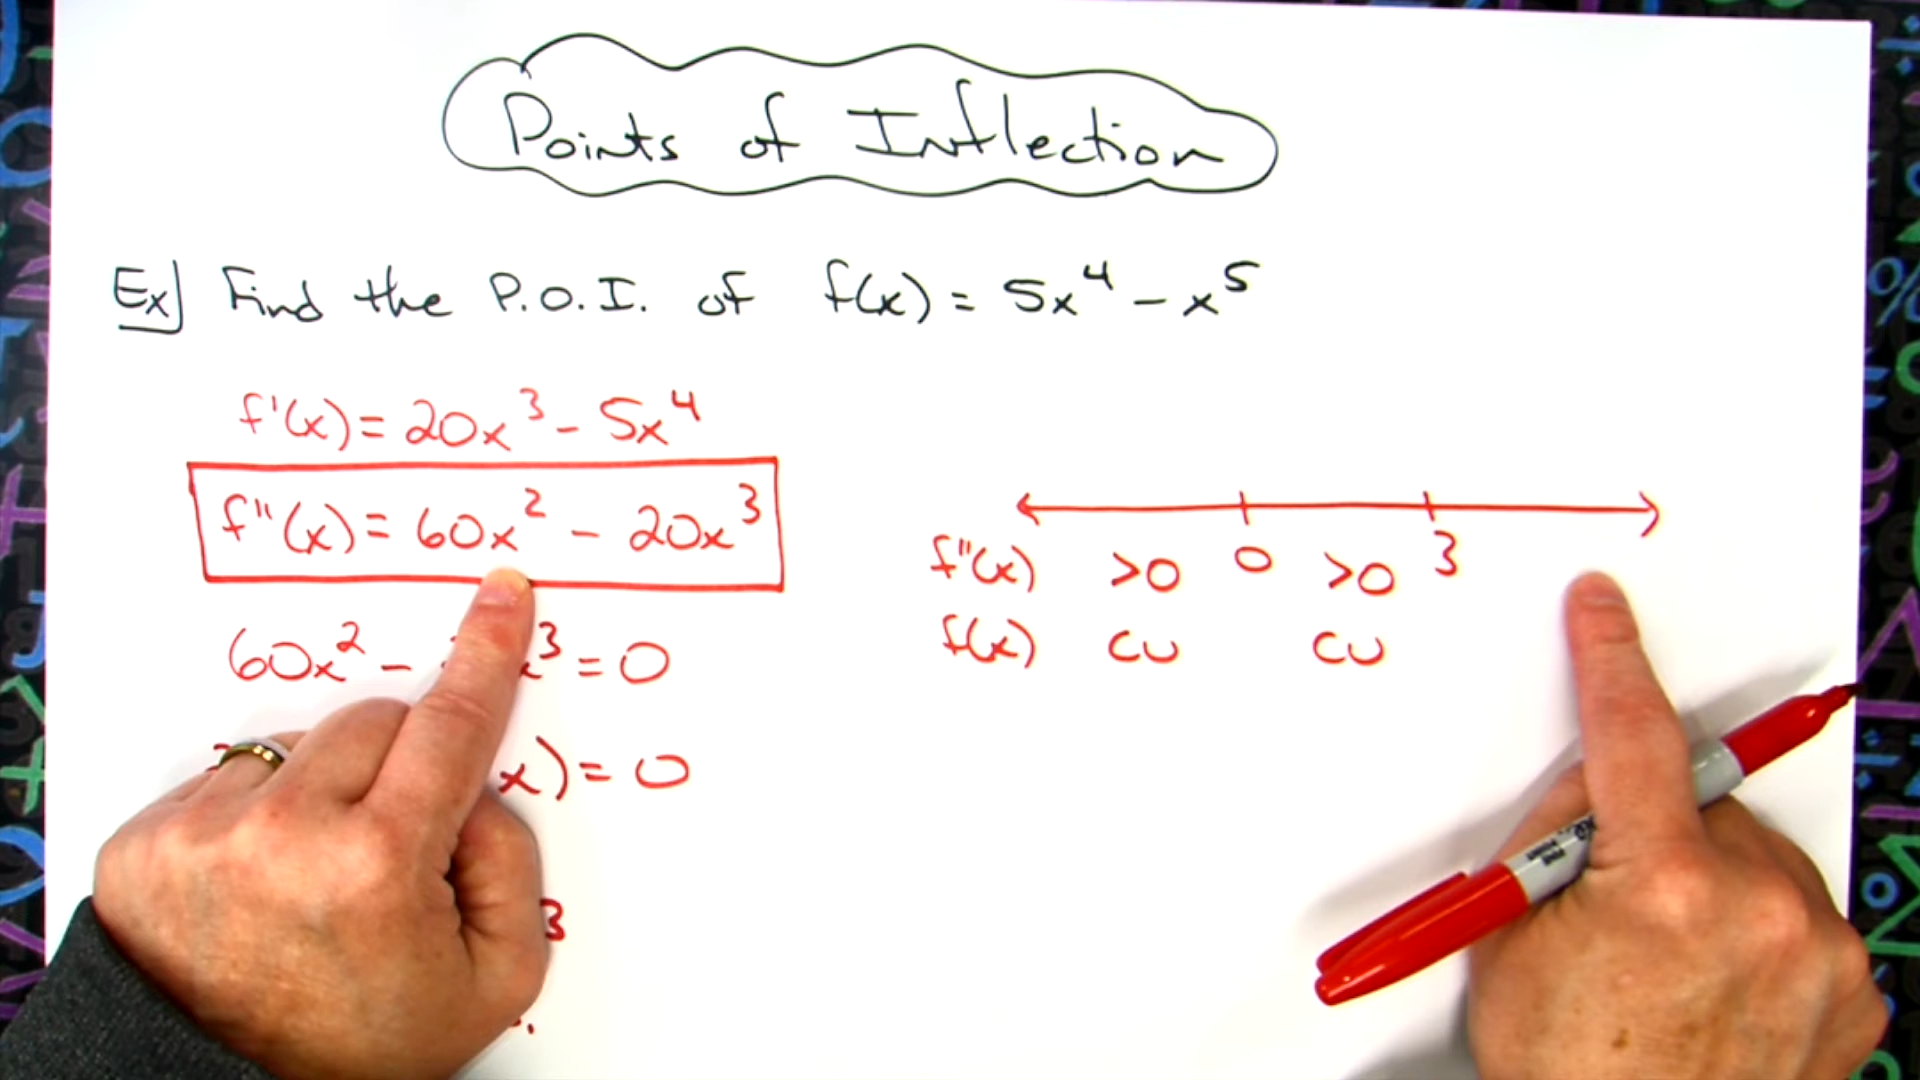 Points of Inflection
Ex] Find the P.O.I. of f(x) = 5x⁴ - x⁵
f'(x) = 20x³ - 5x⁴
f''(x) = 60x² - 20x³
60x² - x³ = 0
x) = 0
3
f''(x) >0 0 >0 3
f(x) CU CU